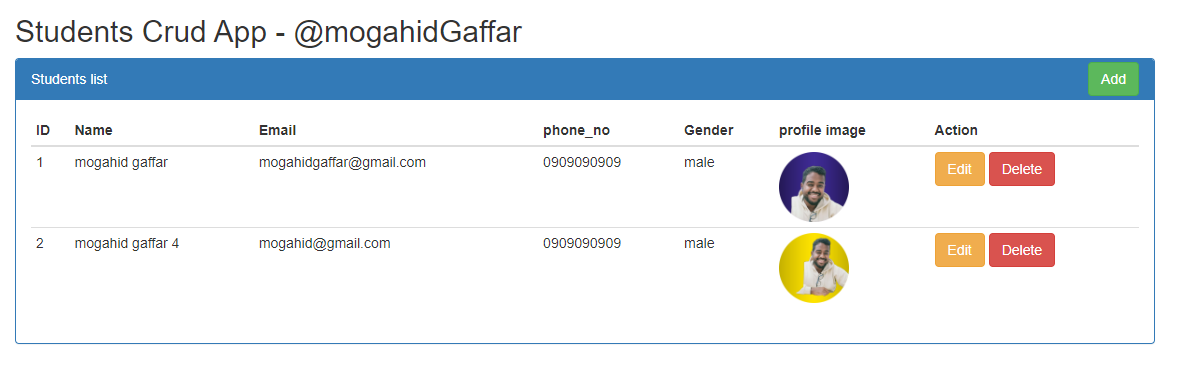 Students Crud App - @mogahidGaffar
Students list Add
ID Name Email phone_no Gender profile image Action
1 mogahid gaffar mogahidgaffar@gmail.com 0909090909 male Edit Delete
2 mogahid gaffar 4 mogahid@gmail.com 0909090909 male Edit Delete